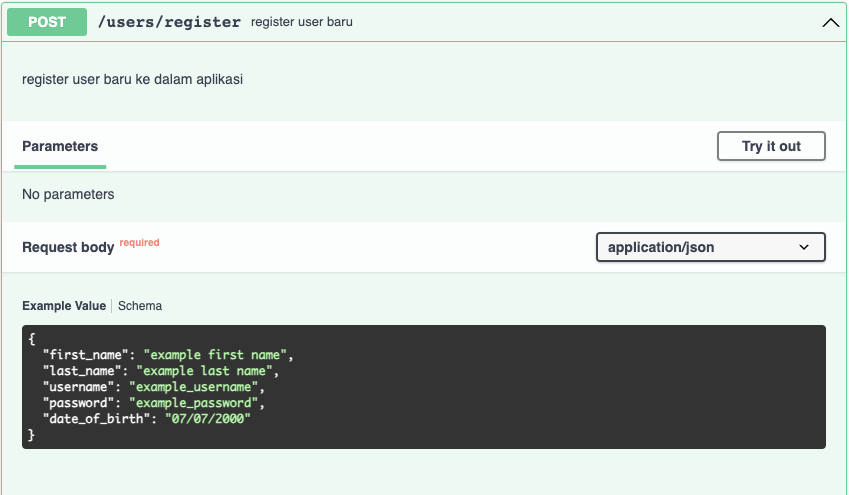 POST /users/register register user baru
register user baru ke dalam aplikasi
Parameters Try it out
No parameters
Request body required application/json
Example Value Schema
{
"first_name": "example first name",
"last_name": "example last name",
"username": "example_username",
"password": "example_password",
"date_of_birth": "07/07/2000"
}